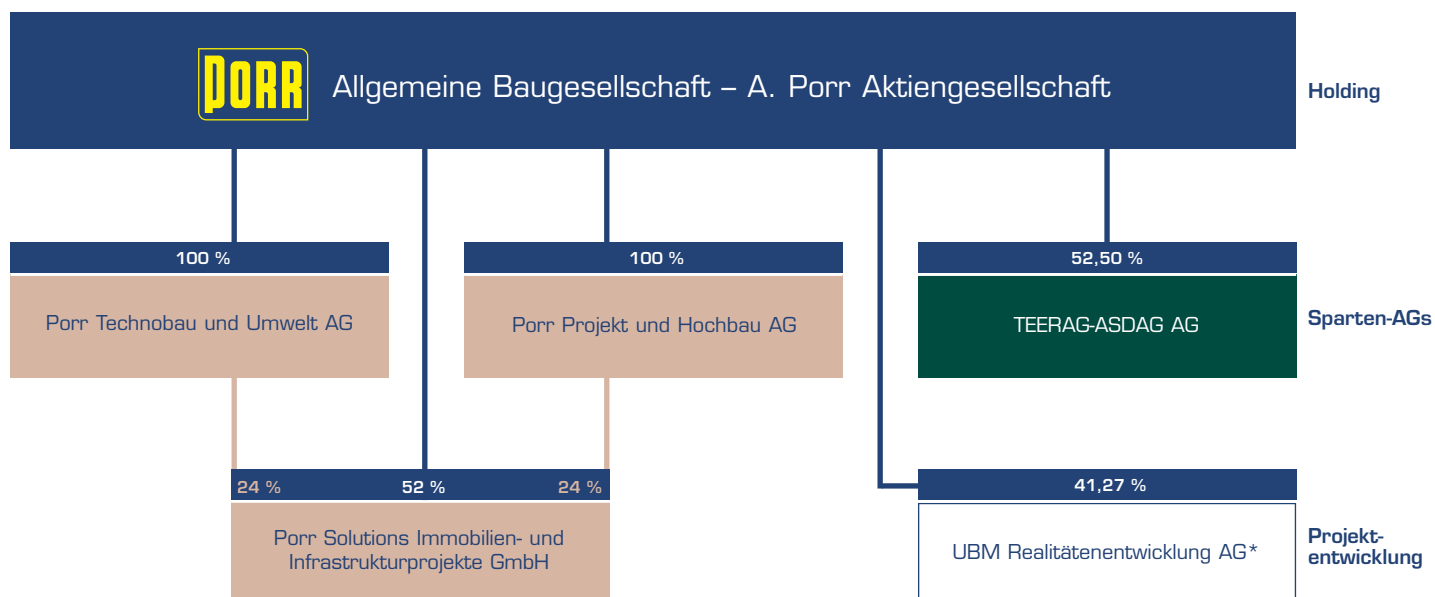 PORR
Allgemeine Baugesellschaft – A. Porr Aktiengesellschaft
Holding
100 %
100 %
52,50 %
Porr Technobau und Umwelt AG
Porr Projekt und Hochbau AG
TEERAG-ASDAG AG
Sparten-AGs
24 %
52 %
24 %
41,27 %
Porr Solutions Immobilien- und
Infrastrukturprojekte GmbH
UBM Realitätenentwicklung AG*
Projekt-
entwicklung